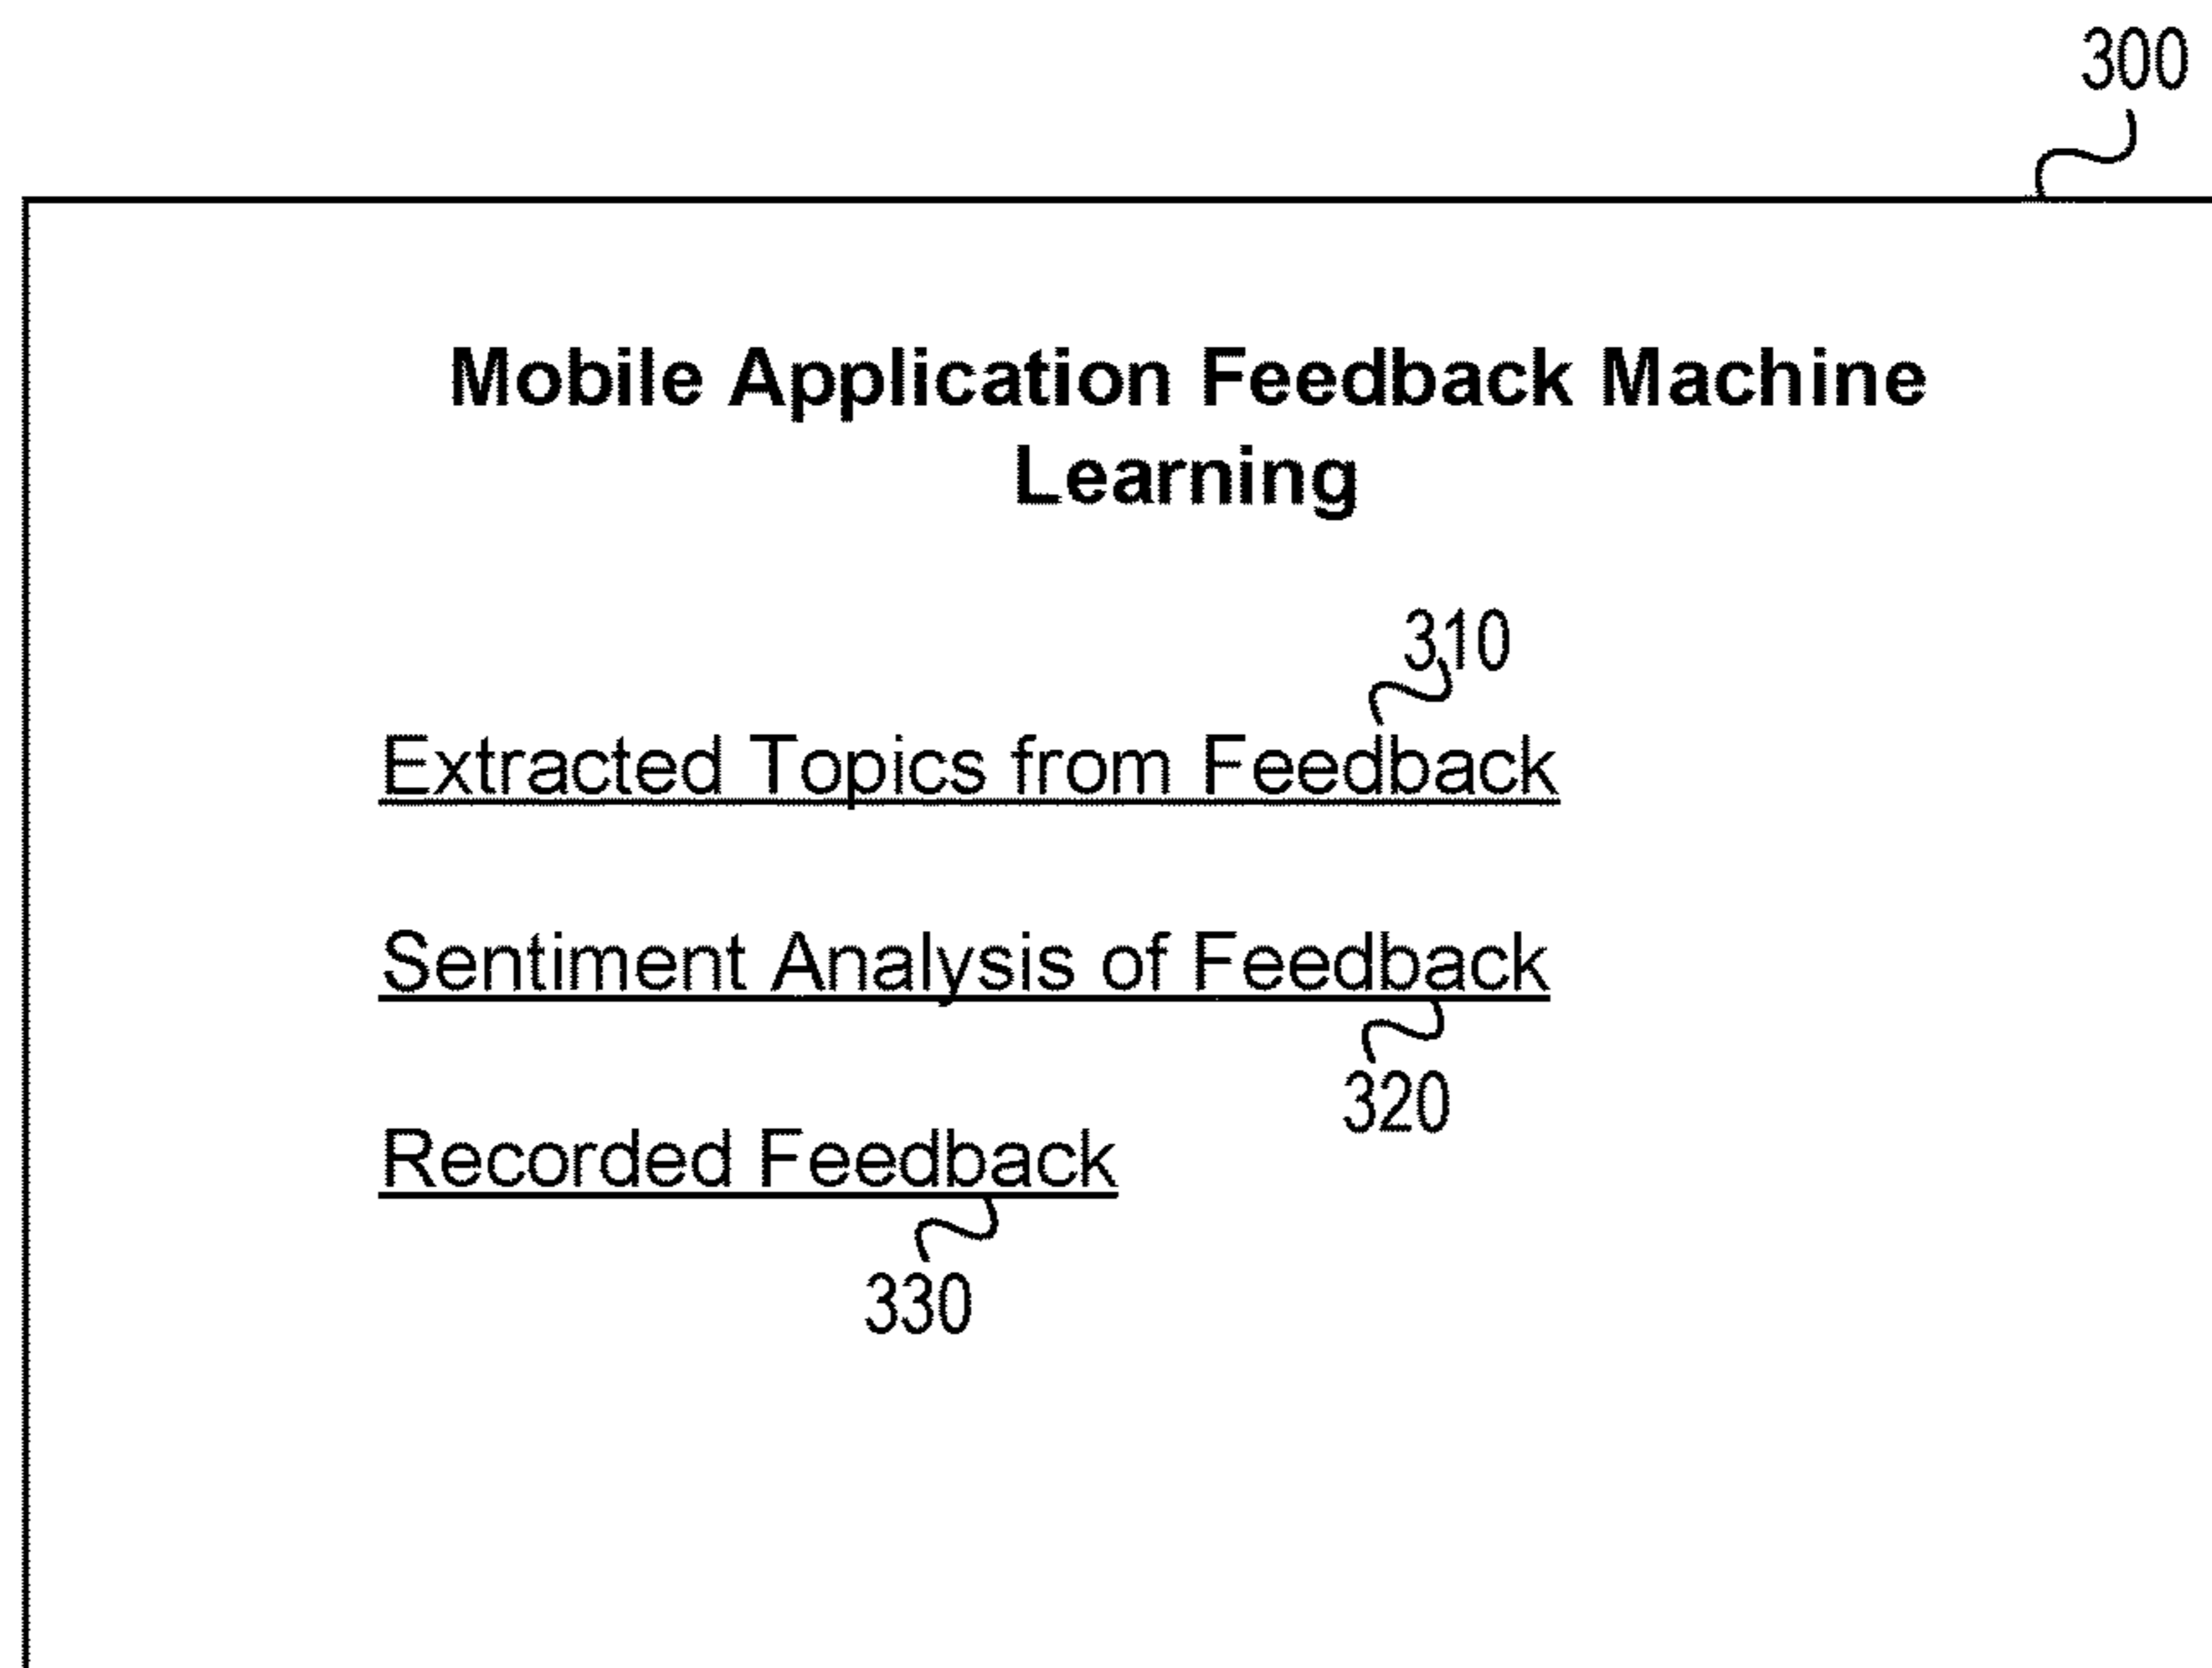 300
Mobile Application Feedback Machine
Learning
310
Extracted Topics from Feedback
Sentiment Analysis of Feedback
320
Recorded Feedback
330